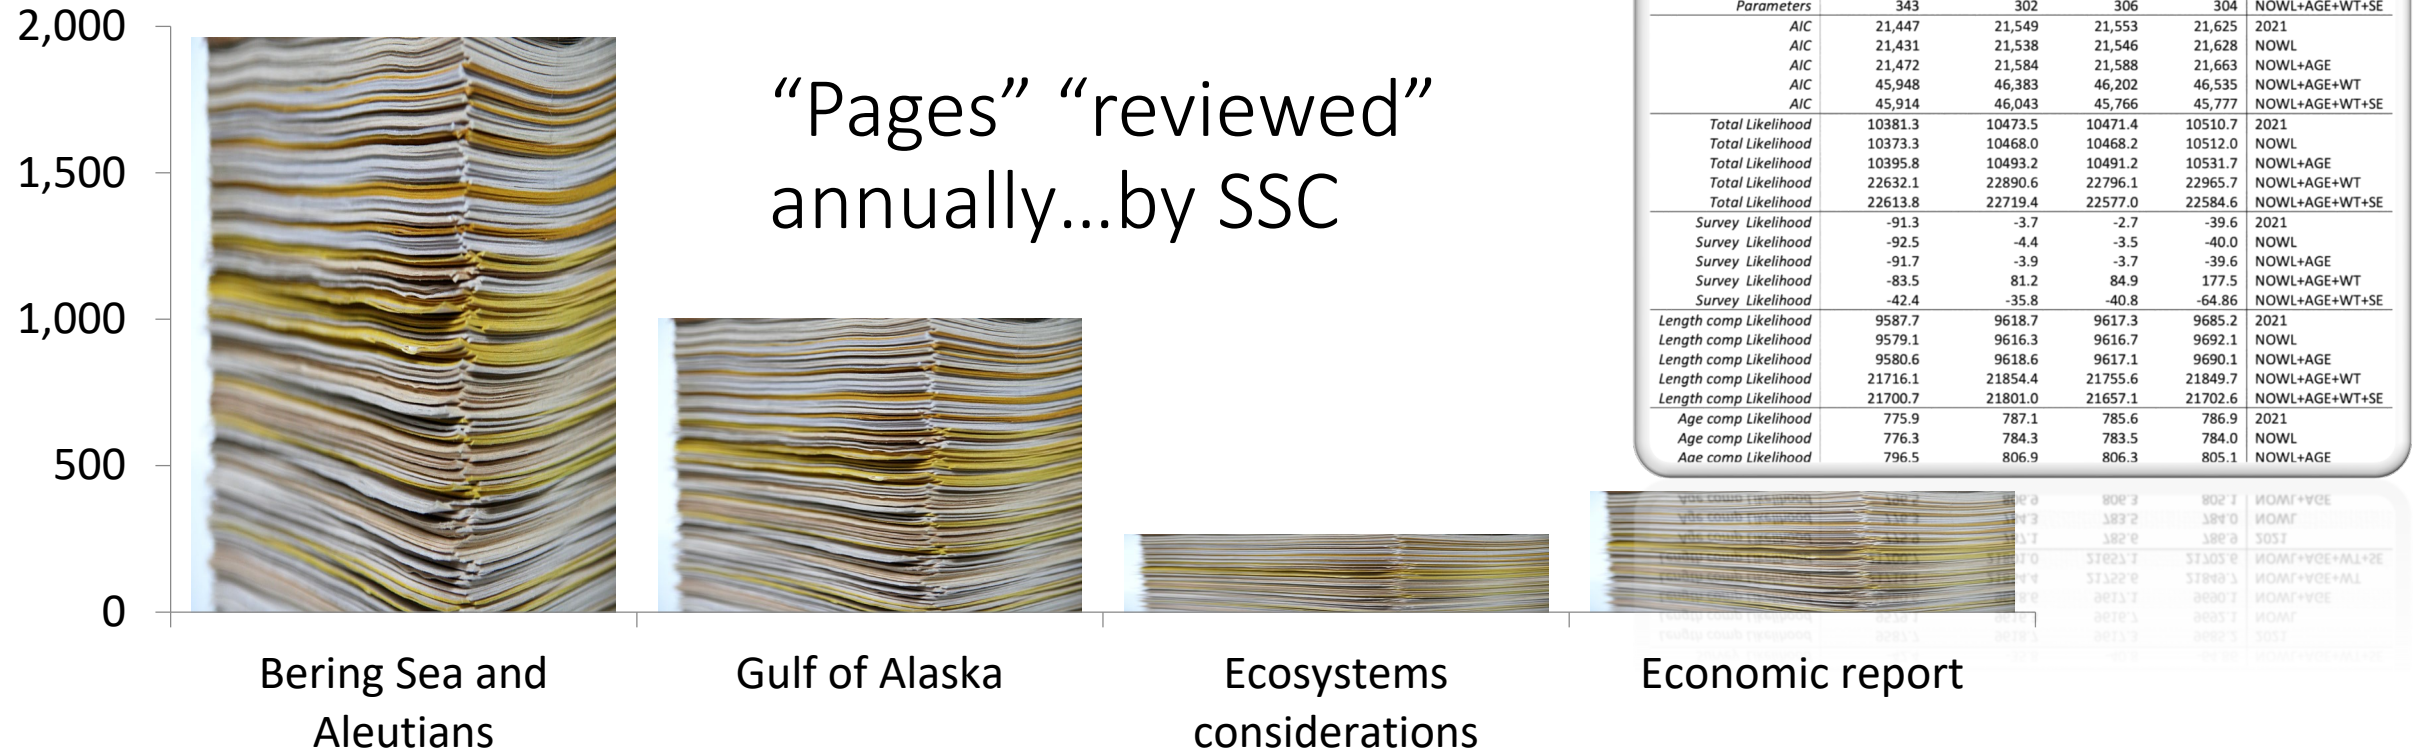 2,000
1,500
1,000
500
0
“Pages” “reviewed”
annually...by SSC
Bering Sea and
Aleutians
Gulf of Alaska
Ecosystems
considerations
Economic report
Parameters 343 302 306 304 NOWL+AGE+WT+SE
AIC 21,447 21,549 21,553 21,625 2021
AIC 21,431 21,538 21,546 21,628 NOWL
AIC 21,472 21,584 21,588 21,663 NOWL+AGE
AIC 45,948 46,383 46,202 46,535 NOWL+AGE+WT
AIC 45,914 46,043 45,766 45,777 NOWL+AGE+WT+SE
Total Likelihood 10381.3 10473.5 10471.4 10510.7 2021
Total Likelihood 10373.3 10468.0 10468.2 10512.0 NOWL
Total Likelihood 10395.8 10493.2 10491.2 10531.7 NOWL+AGE
Total Likelihood 22632.1 22890.6 22796.1 22965.7 NOWL+AGE+WT
Total Likelihood 22613.8 22719.4 22577.0 22584.6 NOWL+AGE+WT+SE
Survey Likelihood -91.3 -3.7 -2.7 -39.6 2021
Survey Likelihood -92.5 -4.4 -3.5 -40.0 NOWL
Survey Likelihood -91.7 -3.9 -3.7 -39.6 NOWL+AGE
Survey Likelihood -83.5 81.2 84.9 177.5 NOWL+AGE+WT
Survey Likelihood -42.4 -35.8 -40.8 -64.86 NOWL+AGE+WT+SE
Length comp Likelihood 9587.7 9618.7 9617.3 9685.2 2021
Length comp Likelihood 9579.1 9616.3 9616.7 9692.1 NOWL
Length comp Likelihood 9580.6 9618.6 9617.1 9690.1 NOWL+AGE
Length comp Likelihood 21716.1 21854.4 21755.6 21849.7 NOWL+AGE+WT
Length comp Likelihood 21700.7 21801.0 21657.1 21702.6 NOWL+AGE+WT+SE
Age comp Likelihood 775.9 787.1 785.6 786.9 2021
Age comp Likelihood 776.3 784.3 783.5 784.0 NOWL
Age comp Likelihood 796.5 806.9 806.3 805.1 NOWL+AGE